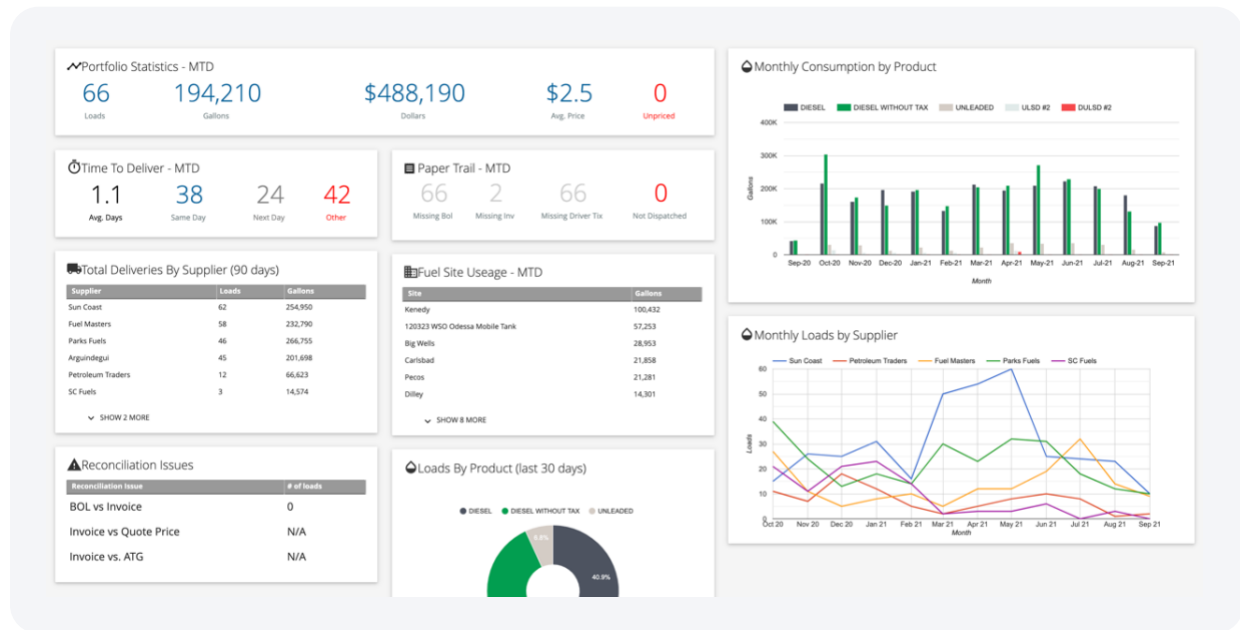 Portfolio Statistics - MTD
66 194,210 $488,190 $2.5 0
Loads Gallons Dollars Avg. Price Unpriced
Time To Deliver - MTD
1.1 38 24 42
Avg. Days Same Day Next Day Other
Paper Trail - MTD
66 2 66 0
Missing Bol Missing Inv Missing Driver Tix Not Dispatched
Total Deliveries By Supplier (90 days)
Supplier Loads Gallons
Sun Coast 62 254,950
Fuel Masters 58 232,790
Parks Fuels 46 266,755
Arguindegui 45 201,698
Petroleum Traders 12 66,623
SC Fuels 3 14,574
SHOW 2 MORE
Fuel Site Useage - MTD
Site Gallons
Kenedy 100,432
120323 WSO Odessa Mobile Tank 57,253
Big Wells 28,953
Carlsbad 21,858
Pecos 21,281
Dilley 14,301
SHOW 8 MORE
Reconciliation Issues
Reconciliation Issue # of loads
BOL vs Invoice 0
Invoice vs Quote Price N/A
Invoice vs. ATG N/A
Loads By Product (last 30 days)
DIESEL DIESEL WITHOUT TAX UNLEADED
40.9%
Monthly Consumption by Product
DIESEL DIESEL WITHOUT TAX UNLEADED ULSD #2 DULSD #2
400K
300K
200K
100K
0
Gallons
Sep-20 Oct-20 Nov-20 Dec-20 Jan-21 Feb-21 Mar-21 Apr-21 May-21 Jun-21 Jul-21 Aug-21 Sep-21
Month
Monthly Loads by Supplier
Sun Coast Petroleum Traders Fuel Masters Parks Fuels SC Fuels
60
50
40
30
20
10
0
Loads
Oct 20 Nov 20 Dec 20 Jan 21 Feb 21 Mar 21 Apr 21 May 21 Jun 21 Jul 21 Aug 21 Sep 21
Month